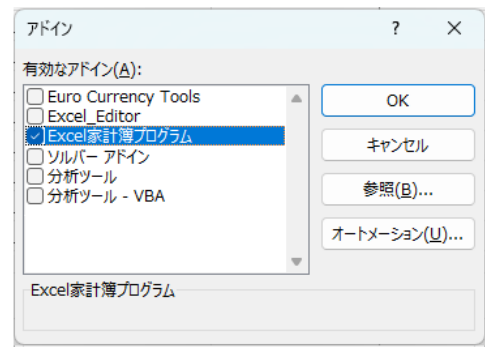 アドイン
?
有効なアドイン(A):
Euro Currency Tools
Excel_Editor
Excel家計簿プログラム
ソルバー アドイン
分析ツール
分析ツール - VBA
OK
キャンセル
参照(B)...
オートメーション(U)...
Excel家計簿プログラム